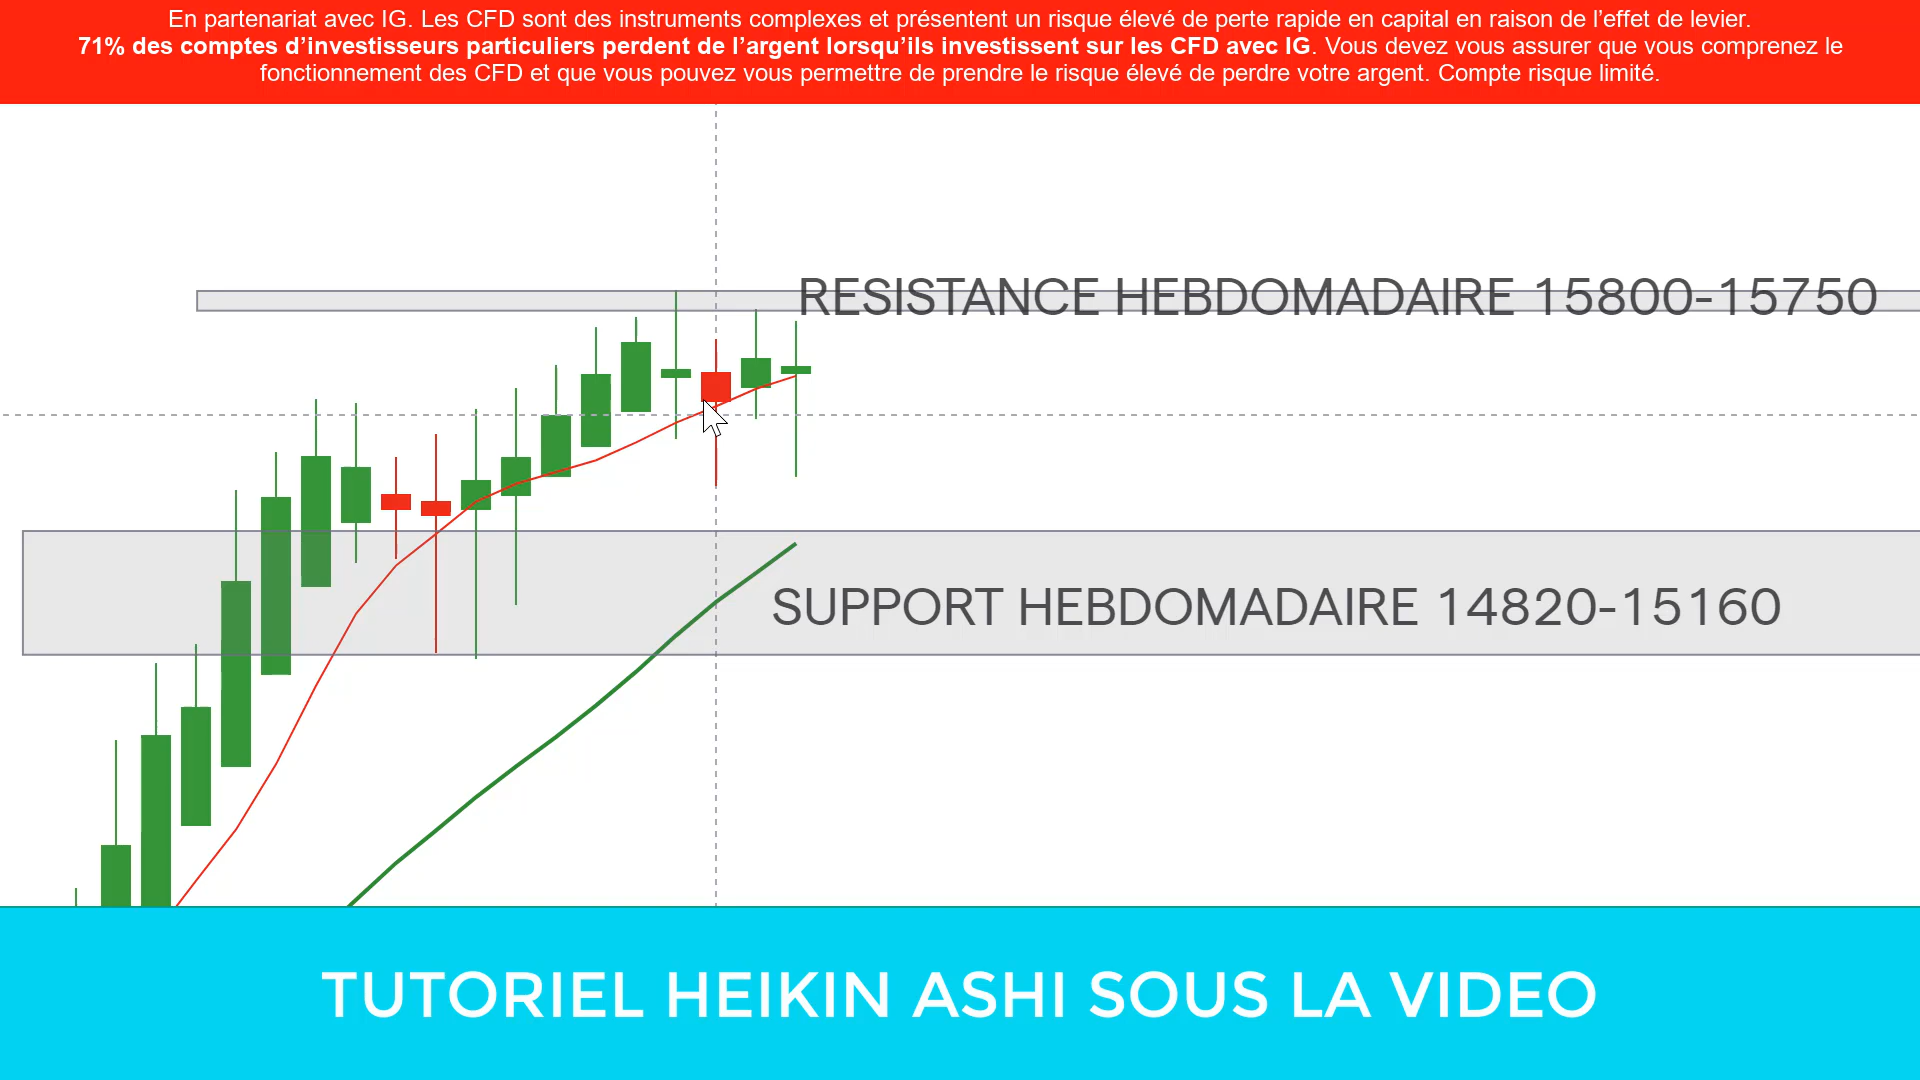 En partenariat avec IG. Les CFD sont des instruments complexes et présentent un risque élevé de perte rapide en capital en raison de l’effet de levier.
71% des comptes d’investisseurs particuliers perdent de l’argent lorsqu’ils investissent sur les CFD avec IG. Vous devez vous assurer que vous comprenez le
fonctionnement des CFD et que vous pouvez vous permettre de prendre le risque élevé de perdre votre argent. Compte risque limité.
RESISTANCE HEBDOMADAIRE 15800-15750
SUPPORT HEBDOMADAIRE 14820-15160
TUTORIEL HEIKIN ASHI SOUS LA VIDEO